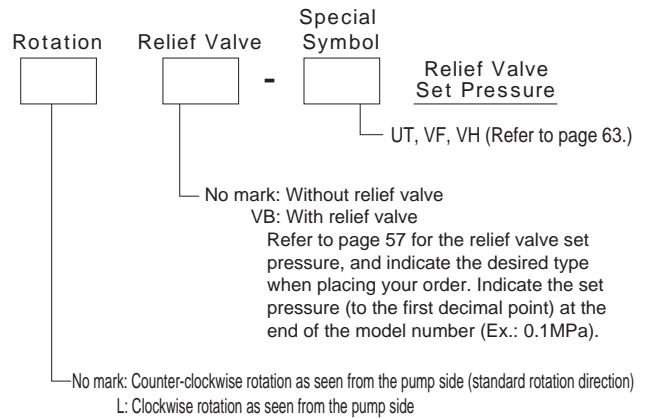 Special
Rotation Relief Valve Symbol
- Relief Valve
Set Pressure
UT, VF, VH (Refer to page 63.)
No mark: Without relief valve
VB: With relief valve
Refer to page 57 for the relief valve set
pressure, and indicate the desired type
when placing your order. Indicate the set
pressure (to the first decimal point) at the
end of the model number (Ex.: 0.1MPa).
No mark: Counter-clockwise rotation as seen from the pump side (standard rotation direction)
L: Clockwise rotation as seen from the pump side